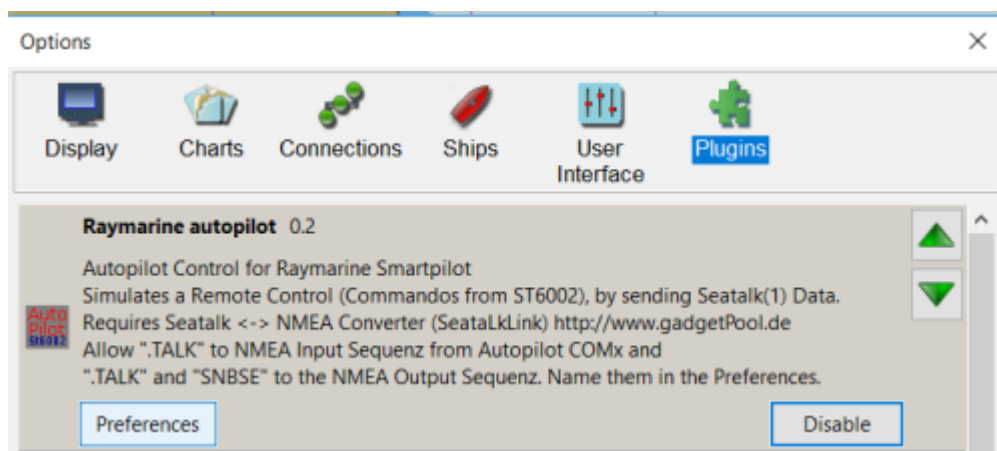 Options
Display
Charts
Connections
Ships
User
Interface
Plugins
Raymarine autopilot 0.2
Autopilot Control for Raymarine Smartpilot
Simulates a Remote Control (Commandos from ST6002), by sending Seatalk(1) Data.
Requires Seatalk <-> NMEA Converter (SeataLkLink) http://www.gadgetPool.de
Allow ".TALK" to NMEA Input Sequenz from Autopilot COMx and
".TALK" and "SNBSE" to the NMEA Output Sequenz. Name them in the Preferences.
Auto
Pilot
St6002
Preferences
Disable